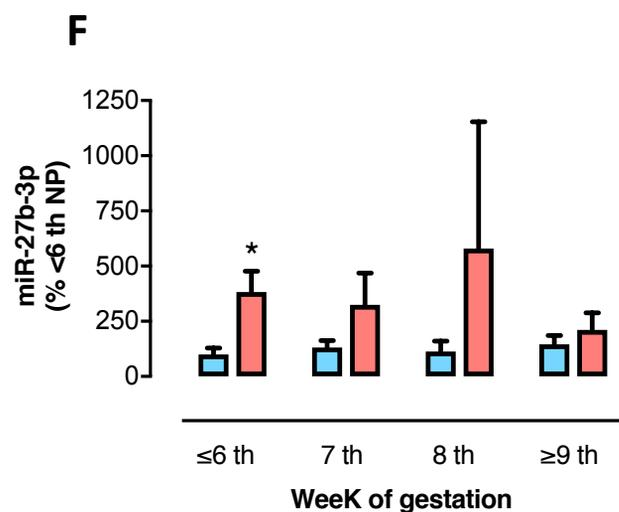 F
miR-27b-3p
(% <6 th NP)
1250
1000
750
500
250
0
*
≤6 th
7 th
8 th
≥9 th
WeeK of gestation